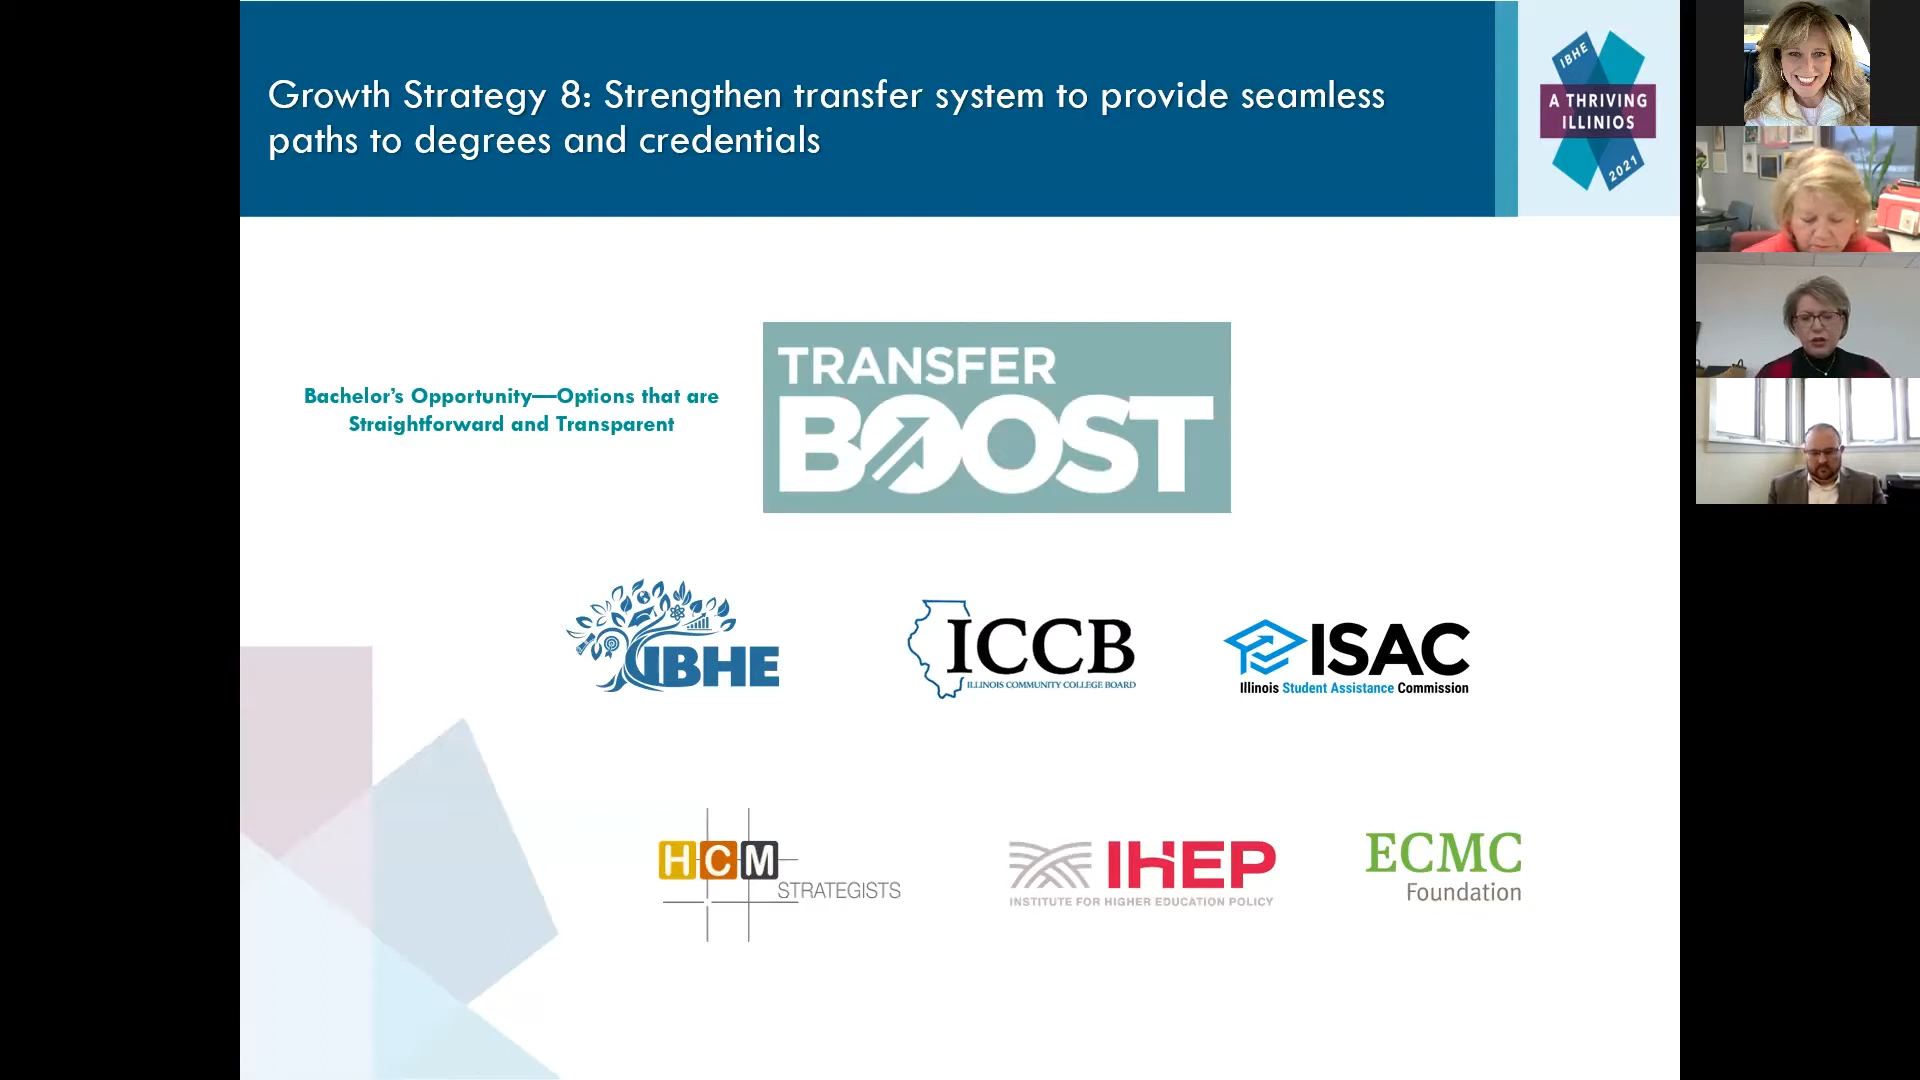 Growth Strategy 8: Strengthen transfer system to provide seamless
paths to degrees and credentials
IBHE
A THRIVING
ILLINIOS
2021
Bachelor's Opportunity—Options that are
Straightforward and Transparent
TRANSFER
BOOST
IBHE
ICCB
ILLINOIS COMMUNITY COLLEGE BOARD
ISAC
Illinois Student Assistance Commission
HCM
STRATEGISTS
IHEP
INSTITUTE FOR HIGHER EDUCATION POLICY
ECMC
Foundation